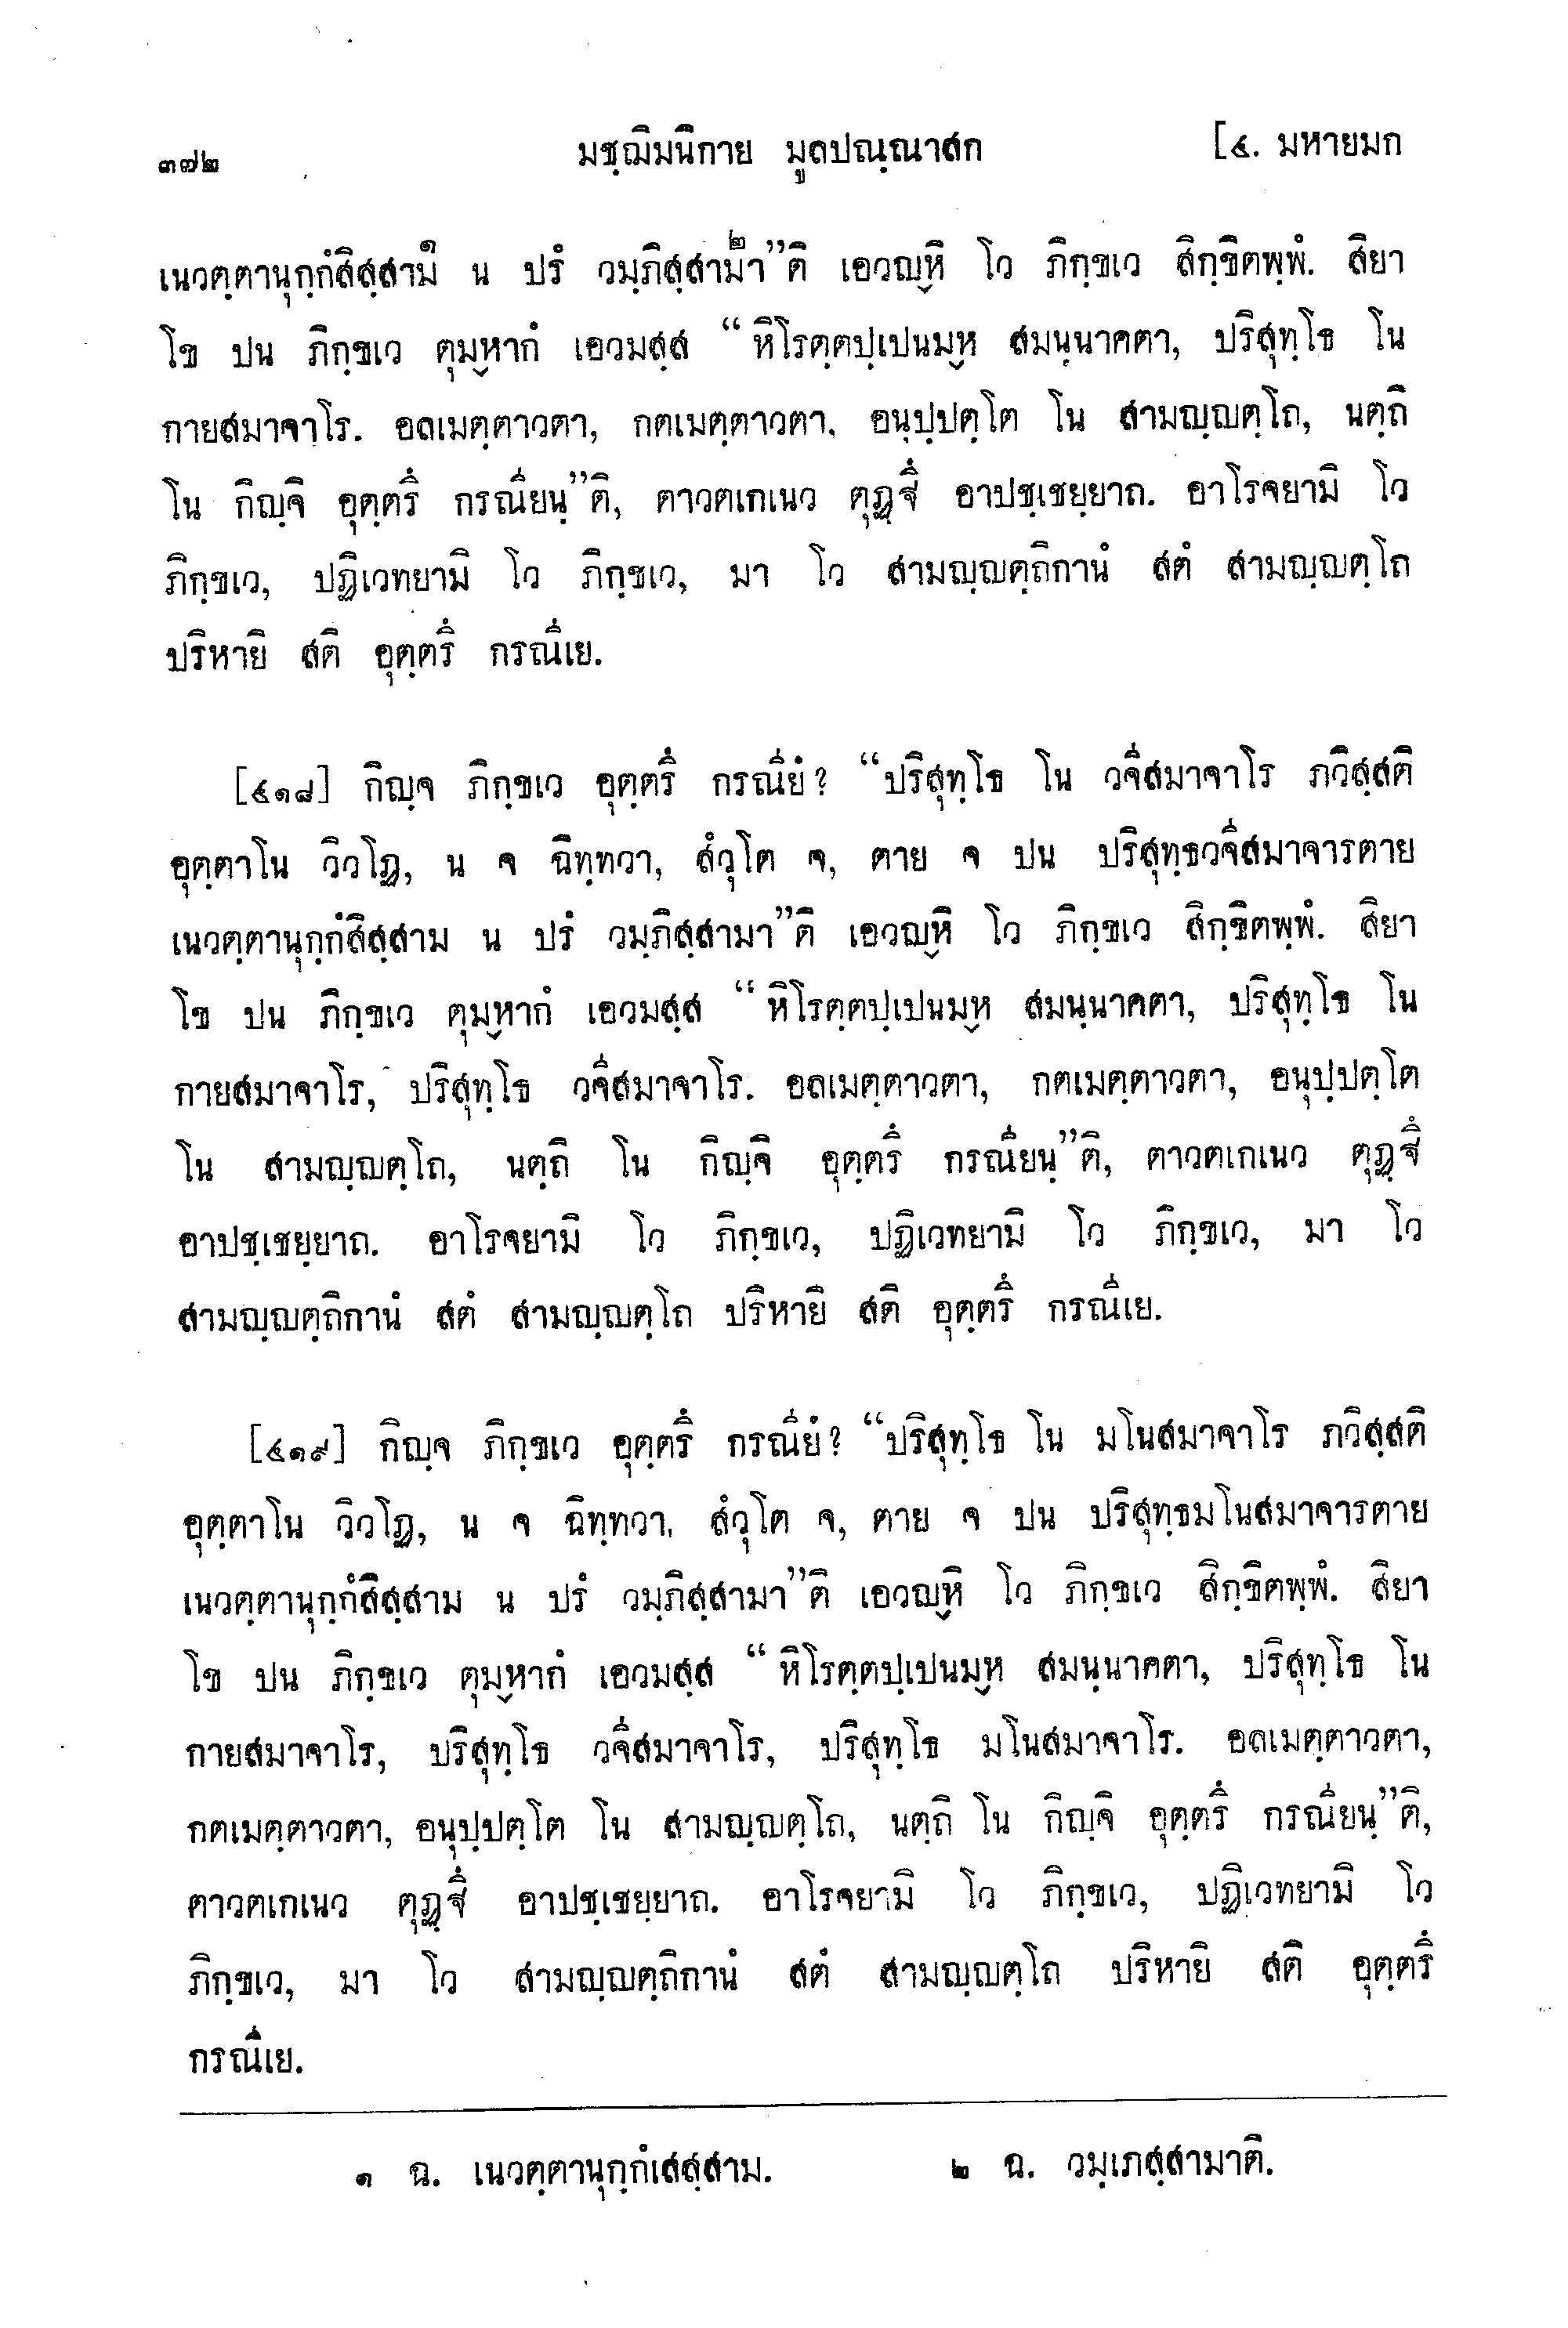 ๓๗๒ มชฺฌิมนิกาย มูลปณฺณาสก [๔. มหายมก
เนวตฺตานุกฺกํสิสฺสาม๑ น ปรํ วมฺภิสฺสามา๒”ติ เอวญฺหิ โว ภิกฺขเว สิกฺขิตพฺพํ. สิยา
โข ปน ภิกฺขเว ตุมฺหากํ เอวมสฺส “หิโรตฺตปฺเปนมฺห สมนฺนาคตา, ปริสุทฺโธ โน
กายสมาจาโร. อลเมตฺตาวตา, กตเมตฺตาวตา, อนุปฺปตฺโต โน สามญฺญตฺโถ, นตฺถิ
โน กิญฺจิ อุตฺตรึ กรณียนฺ”ติ, ตาวตเกเนว ตุฏฺฐึ อาปชฺเชยฺยาถ. อาโรจยามิ โว
ภิกฺขเว, ปฏิเวทยามิ โว ภิกฺขเว, มา โว สามญฺญตฺถิกานํ สตํ สามญฺญตฺโถ
ปริหายิ สติ อุตฺตรึ กรณีเย.
[๔๑๘] กิญฺจ ภิกฺขเว อุตฺตรึ กรณียํ? “ปริสุทฺโธ โน วจีสมาจาโร ภวิสฺสติ
อุตฺตาโน วิวโฏ, น จ ฉิทฺทวา, สํวุโต จ, ตาย จ ปน ปริสุทฺธวจีสมาจารตาย
เนวตฺตานุกฺกํสิสฺสาม น ปรํ วมฺภิสฺสามา”ติ เอวญฺหิ โว ภิกฺขเว สิกฺขิตพฺพํ. สิยา
โข ปน ภิกฺขเว ตุมฺหากํ เอวมสฺส “หิโรตฺตปฺเปนมฺห สมนฺนาคตา, ปริสุทฺโธ โน
กายสมาจาโร, ปริสุทฺโธ วจีสมาจาโร. อลเมตฺตาวตา, กตเมตฺตาวตา, อนุปฺปตฺโต
โน สามญฺญตฺโถ, นตฺถิ โน กิญฺจิ อุตฺตรึ กรณียนฺ”ติ, ตาวตเกเนว ตุฏฺฐึ
อาปชฺเชยฺยาถ. อาโรจยามิ โว ภิกฺขเว, ปฏิเวทยามิ โว ภิกฺขเว, มา โว
สามญฺญตฺถิกานํ สตํ สามญฺญตฺโถ ปริหายิ สติ อุตฺตรึ กรณีเย.
[๔๑๙] กิญฺจ ภิกฺขเว อุตฺตรึ กรณียํ? “ปริสุทฺโธ โน มโนสมาจาโร ภวิสฺสติ
อุตฺตาโน วิวโฏ, น จ ฉิทฺทวา, สํวุโต จ, ตาย จ ปน ปริสุทฺธมโนสมาจารตาย
เนวตฺตานุกฺกํสิสฺสาม น ปรํ วมฺภิสฺสามา”ติ เอวญฺหิ โว ภิกฺขเว สิกฺขิตพฺพํ. สิยา
โข ปน ภิกฺขเว ตุมฺหากํ เอวมสฺส “หิโรตฺตปฺเปนมฺห สมนฺนาคตา, ปริสุทฺโธ โน
กายสมาจาโร, ปริสุทฺโธ วจีสมาจาโร, ปริสุทฺโธ มโนสมาจาโร. อลเมตฺตาวตา,
กตเมตฺตาวตา, อนุปฺปตฺโต โน สามญฺญตฺโถ, นตฺถิ โน กิญฺจิ อุตฺตรึ กรณียนฺ”ติ,
ตาวตเกเนว ตุฏฺฐึ อาปชฺเชยฺยาถ. อาโรจยามิ โว ภิกฺขเว, ปฏิเวทยามิ โว
ภิกฺขเว, มา โว สามญฺญตฺถิกานํ สตํ สามญฺญตฺโถ ปริหายิ สติ อุตฺตรึ
กรณีเย.
๑ ฉ. เนวตฺตานุกฺกํเสสฺสาม. ๒ ฉ. วมฺเภสฺสามาติ.